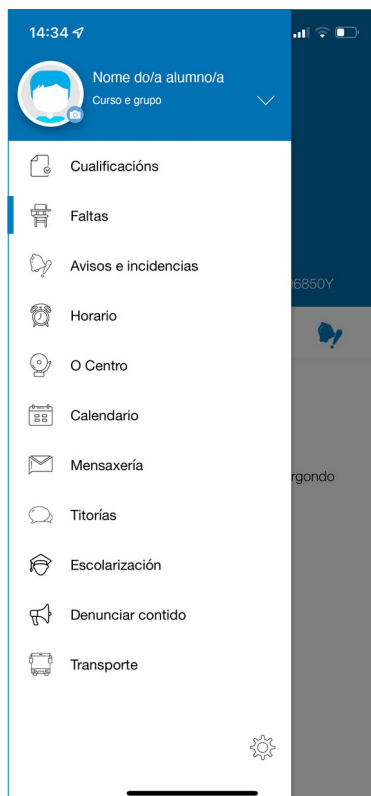 14:34
Nome do/a alumno/a
Curso e grupo
Cualificacións
Faltas
Avisos e incidencias
06850Y
Horario
O Centro
Calendario
Mensaxería
rgondo
Titorías
Escolarización
Denunciar contido
Transporte